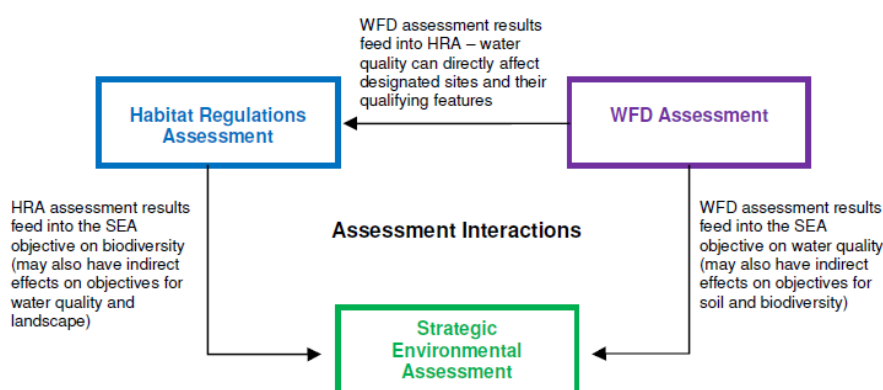 WFD assessment results
feed into HRA – water
quality can directly affect
designated sites and their
qualifying features
Habitat Regulations
Assessment
WFD Assessment
HRA assessment results
feed into the SEA
objective on biodiversity
(may also have indirect
effects on objectives for
water quality and
landscape)
Assessment Interactions
WFD assessment results
feed into the SEA
objective on water quality
(may also have indirect
effects on objectives for
soil and biodiversity)
Strategic
Environmental
Assessment